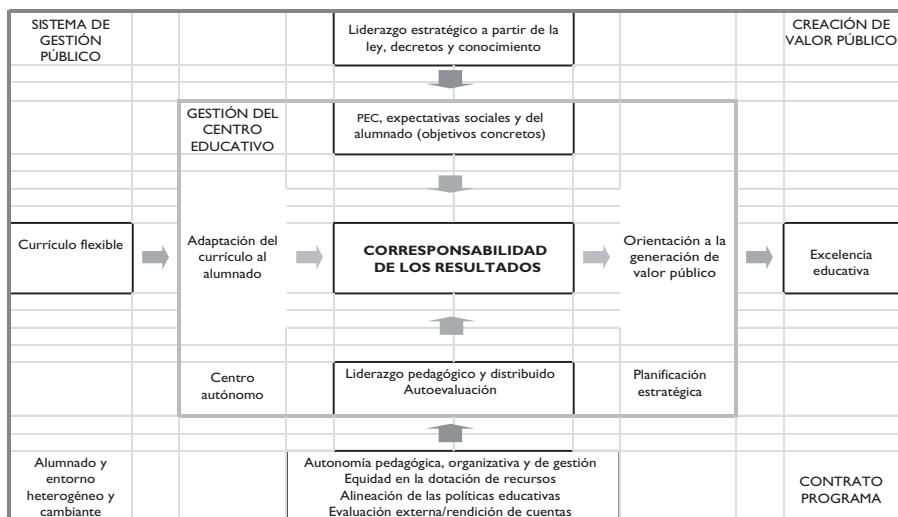 SISTEMA DE
GESTIÓN
PÚBLICO
Liderazgo estratégico a partir de la
ley, decretos y conocimiento
CREACIÓN DE
VALOR PÚBLICO
GESTIÓN DEL
CENTRO
EDUCATIVO
PEC, expectativas sociales y del
alumnado (objetivos concretos)
Currículo flexible
Adaptación del
currículo al
alumnado
CORRESPONSABILIDAD
DE LOS RESULTADOS
Orientación a la
generación de
valor público
Excelencia
educativa
Centro
autónomo
Liderazgo pedagógico y distribuido
Autoevaluación
Planificación
estratégica
Alumnado y
entorno
heterogéneo y
cambiante
Autonomía pedagógica, organizativa y de gestión
Equidad en la dotación de recursos
Alineación de las políticas educativas
Evaluación externa/rendición de cuentas
CONTRATO
PROGRAMA